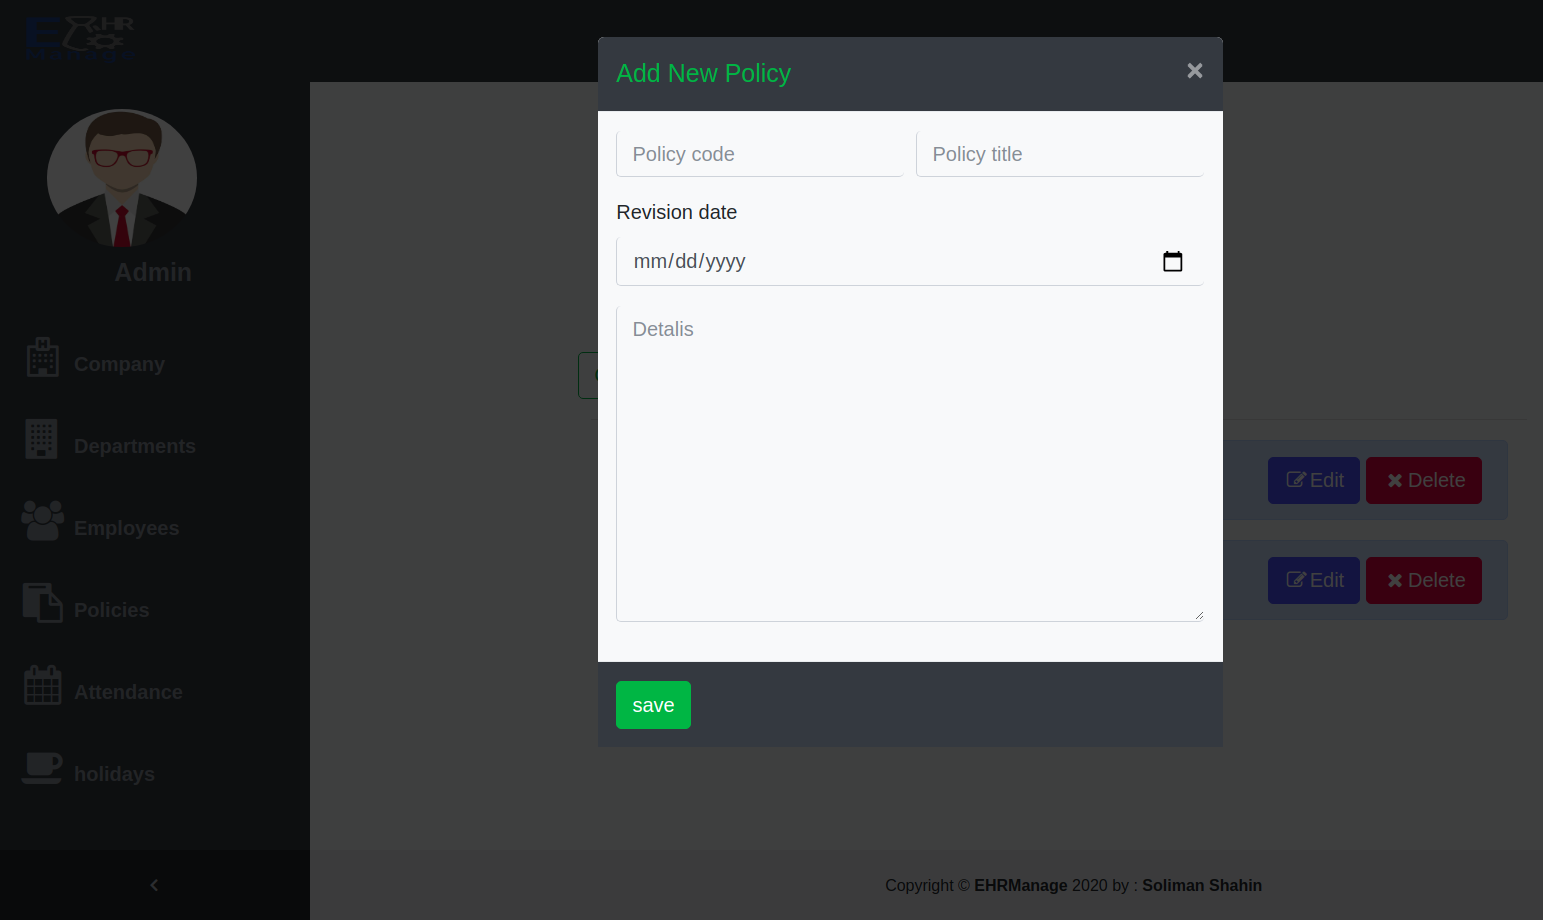 HR
Add New Policy
Policy code Policy title
Revision date
mm/dd/yyyy
Detalis
save
Admin
Company
Departments
Employees
Policies
Attendance
holidays
Edit Delete
Edit Delete
Copyright © EHRManage 2020 by : Soliman Shahin